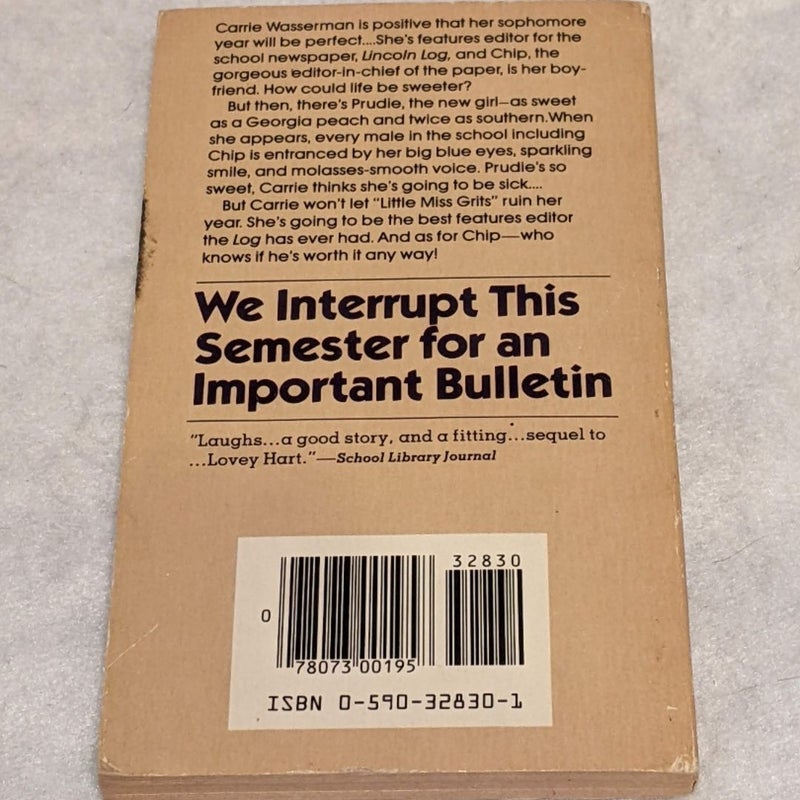 Carrie Wasserman is positive that her sophomore
year will be perfect....She's features editor for the
school newspaper, Lincoln Log, and Chip, the
gorgeous editor-in-chief of the paper, is her boy-
friend. How could life be sweeter?
But then, there's Prudie, the new girl—as sweet
as a Georgia peach and twice as southern.When
she appears, every male in the school including
Chip is entranced by her big blue eyes, sparkling
smile, and molasses-smooth voice. Prudie's so
sweet, Carrie thinks she's going to be sick....
But Carrie won't let "Little Miss Grits" ruin her
year. She's going to be the best features editor
the Log has ever had. And as for Chip—who
knows if he's worth it any way!
We Interrupt This
Semester for an
Important Bulletin
"Laughs...a good story, and a fitting...sequel to
...Lovey Hart."—School Library Journal
32830
0
78073 00195
ISBN 0-590-32830-1